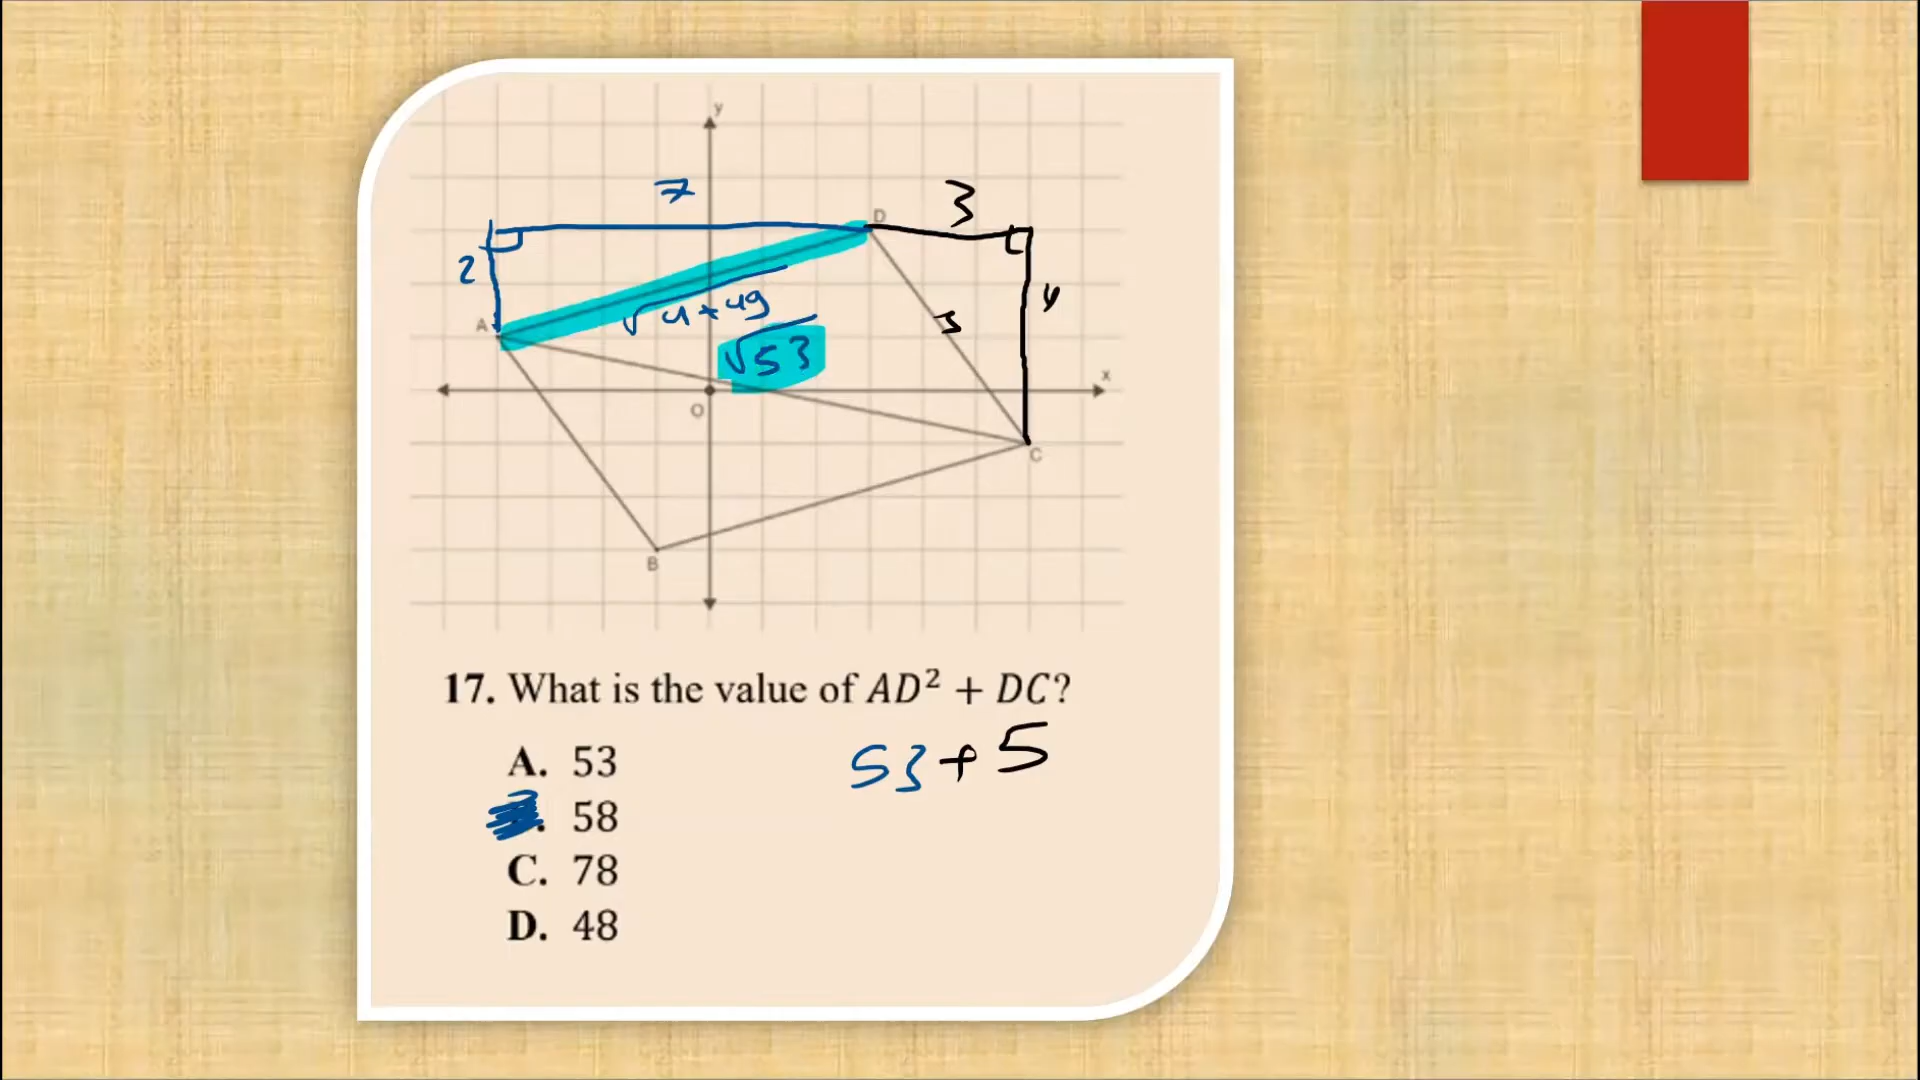 y
7
3
D
2
4
A
√4+49
5
√53
x
O
C
B
17. What is the value of AD² + DC?
A. 53
53+5
58
C. 78
D. 48